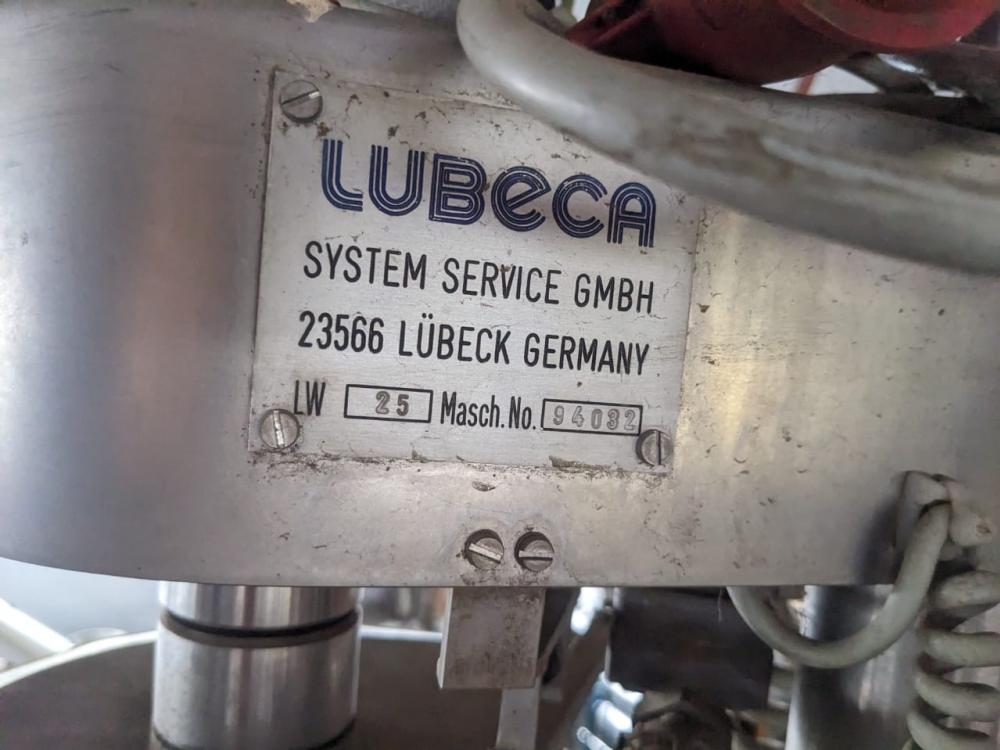 LUBeCA
SYSTEM SERVICE GMBH
23566 LÜBECK GERMANY
LW 25 Masch. No. 94032